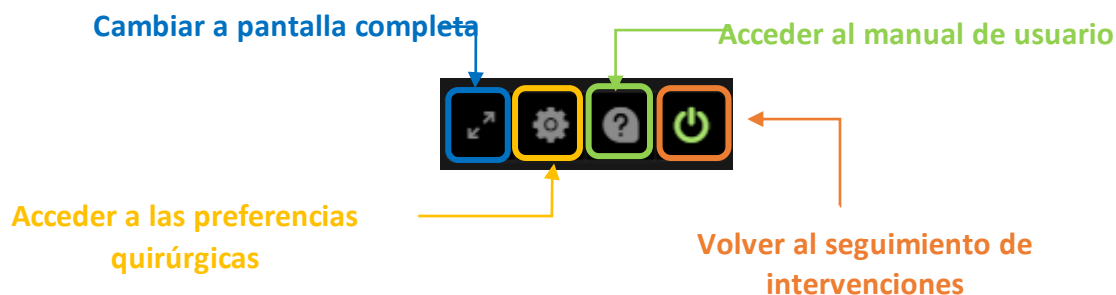 Cambiar a pantalla completa
Acceder al manual de usuario
?
Acceder a las preferencias
quirúrgicas
Volver al seguimiento de
intervenciones